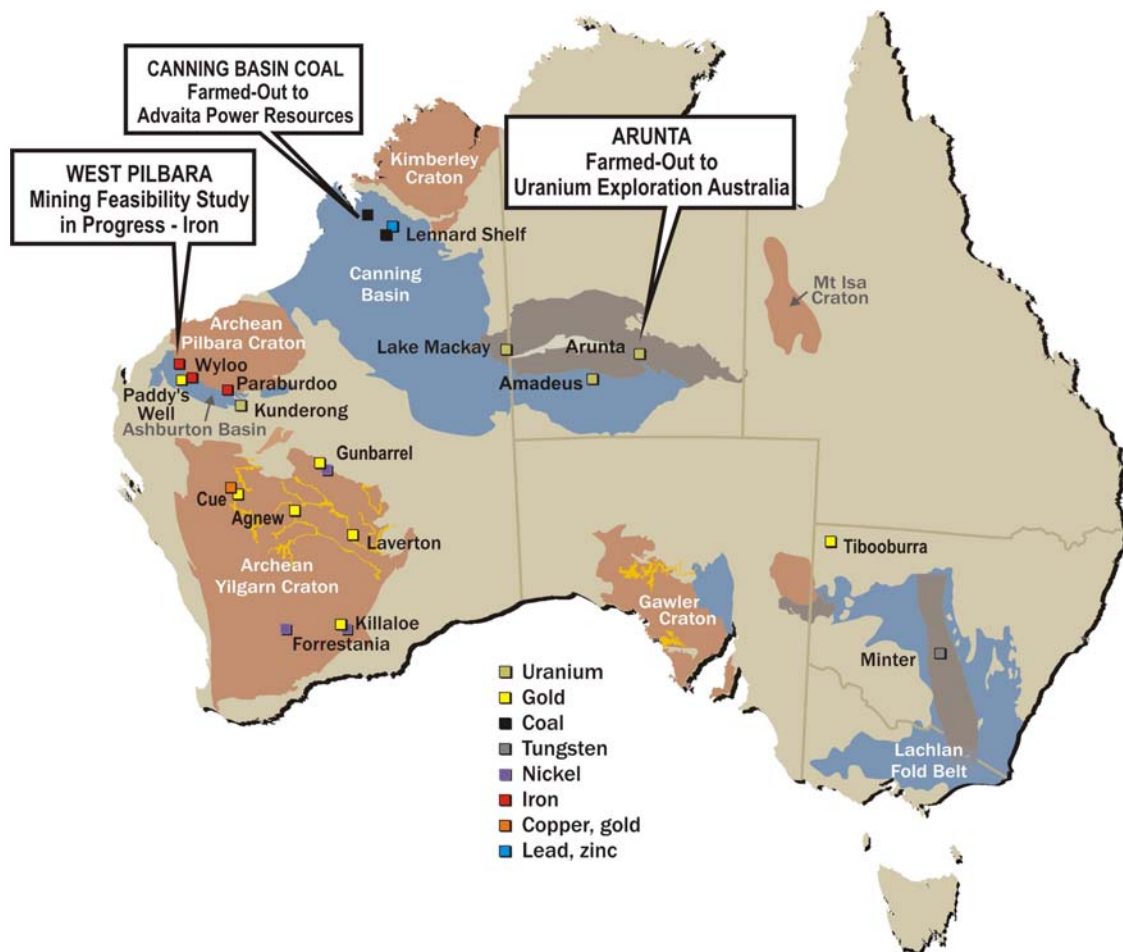 CANNING BASIN COAL
Farmed-Out to
Advaita Power Resources
ARUNTA
Farmed-Out to
Uranium Exploration Australia
WEST PILBARA
Mining Feasibility Study
in Progress - Iron
Kimberley
Craton
Lennard Shelf
Canning
Basin
Mt Isa
Craton
Archean
Pilbara Craton
Lake Mackay
Arunta
Wyloo
Amadeus
Paraburdoo
Paddy's
Well
Kunderong
Ashburton Basin
Gunbarrel
Cue
Agnew
Laverton
Tibooburra
Archean
Yilgarn Craton
Gawler
Craton
Killaloe
Forrestania
Minter
Lachlan
Fold Belt
Uranium
Gold
Coal
Tungsten
Nickel
Iron
Copper, gold
Lead, zinc